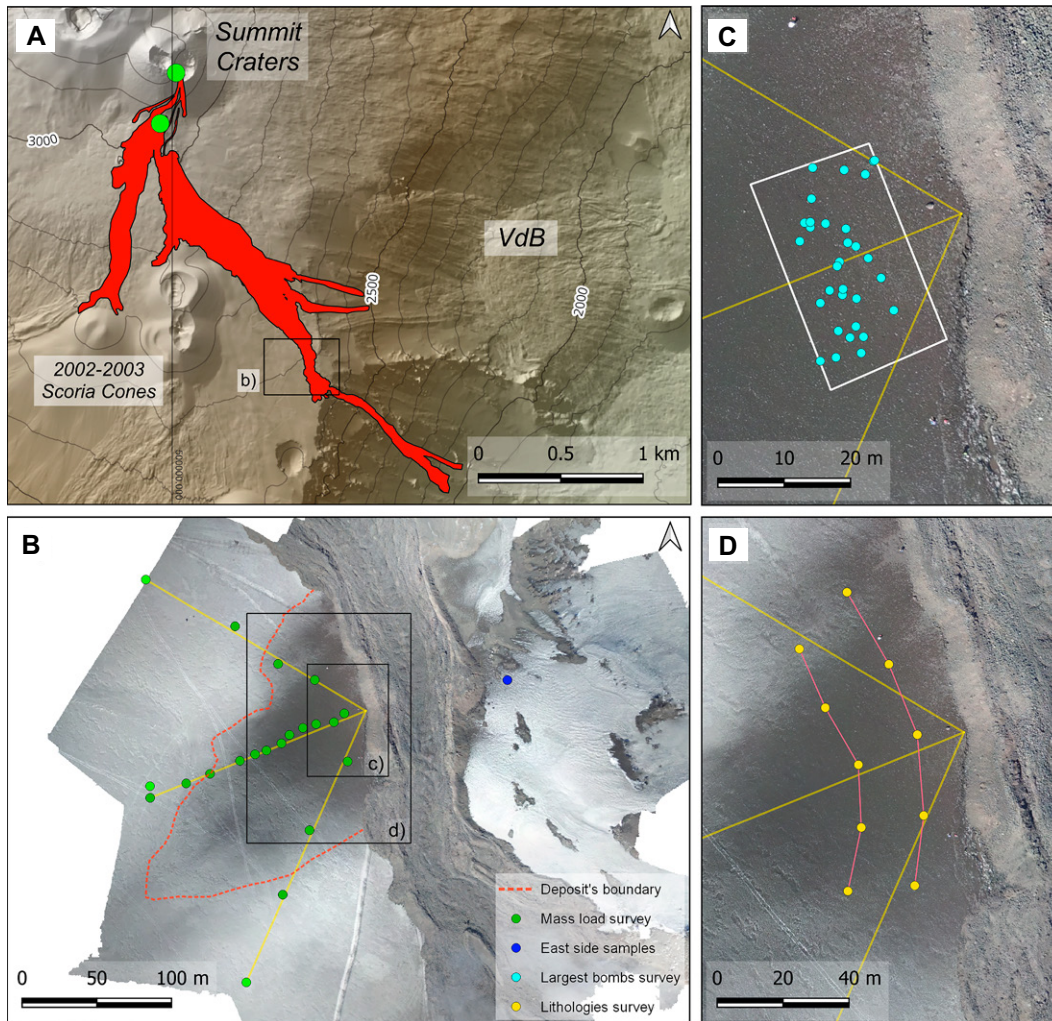 A
Summit
Craters
3000
VdB
2500
2000
2002-2003
Scoria Cones
b)
0 0.5 1 km
C
0 10 20 m
B
c)
d)
Deposit's boundary
Mass load survey
East side samples
Largest bombs survey
Lithologies survey
0 50 100 m
D
0 20 40 m